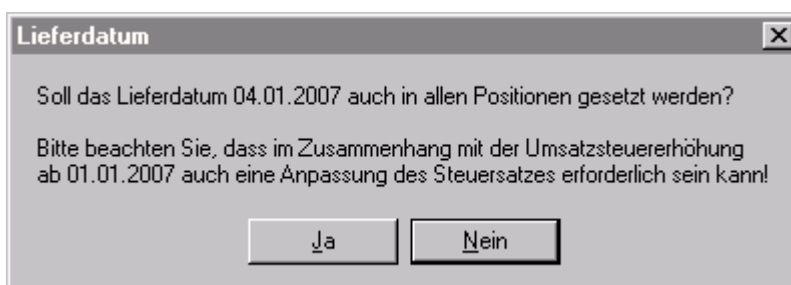 Lieferdatum
Soll das Lieferdatum 04.01.2007 auch in allen Positionen gesetzt werden?
Bitte beachten Sie, dass im Zusammenhang mit der Umsatzsteuererhöhung
ab 01.01.2007 auch eine Anpassung des Steuersatzes erforderlich sein kann!
Ja
Nein